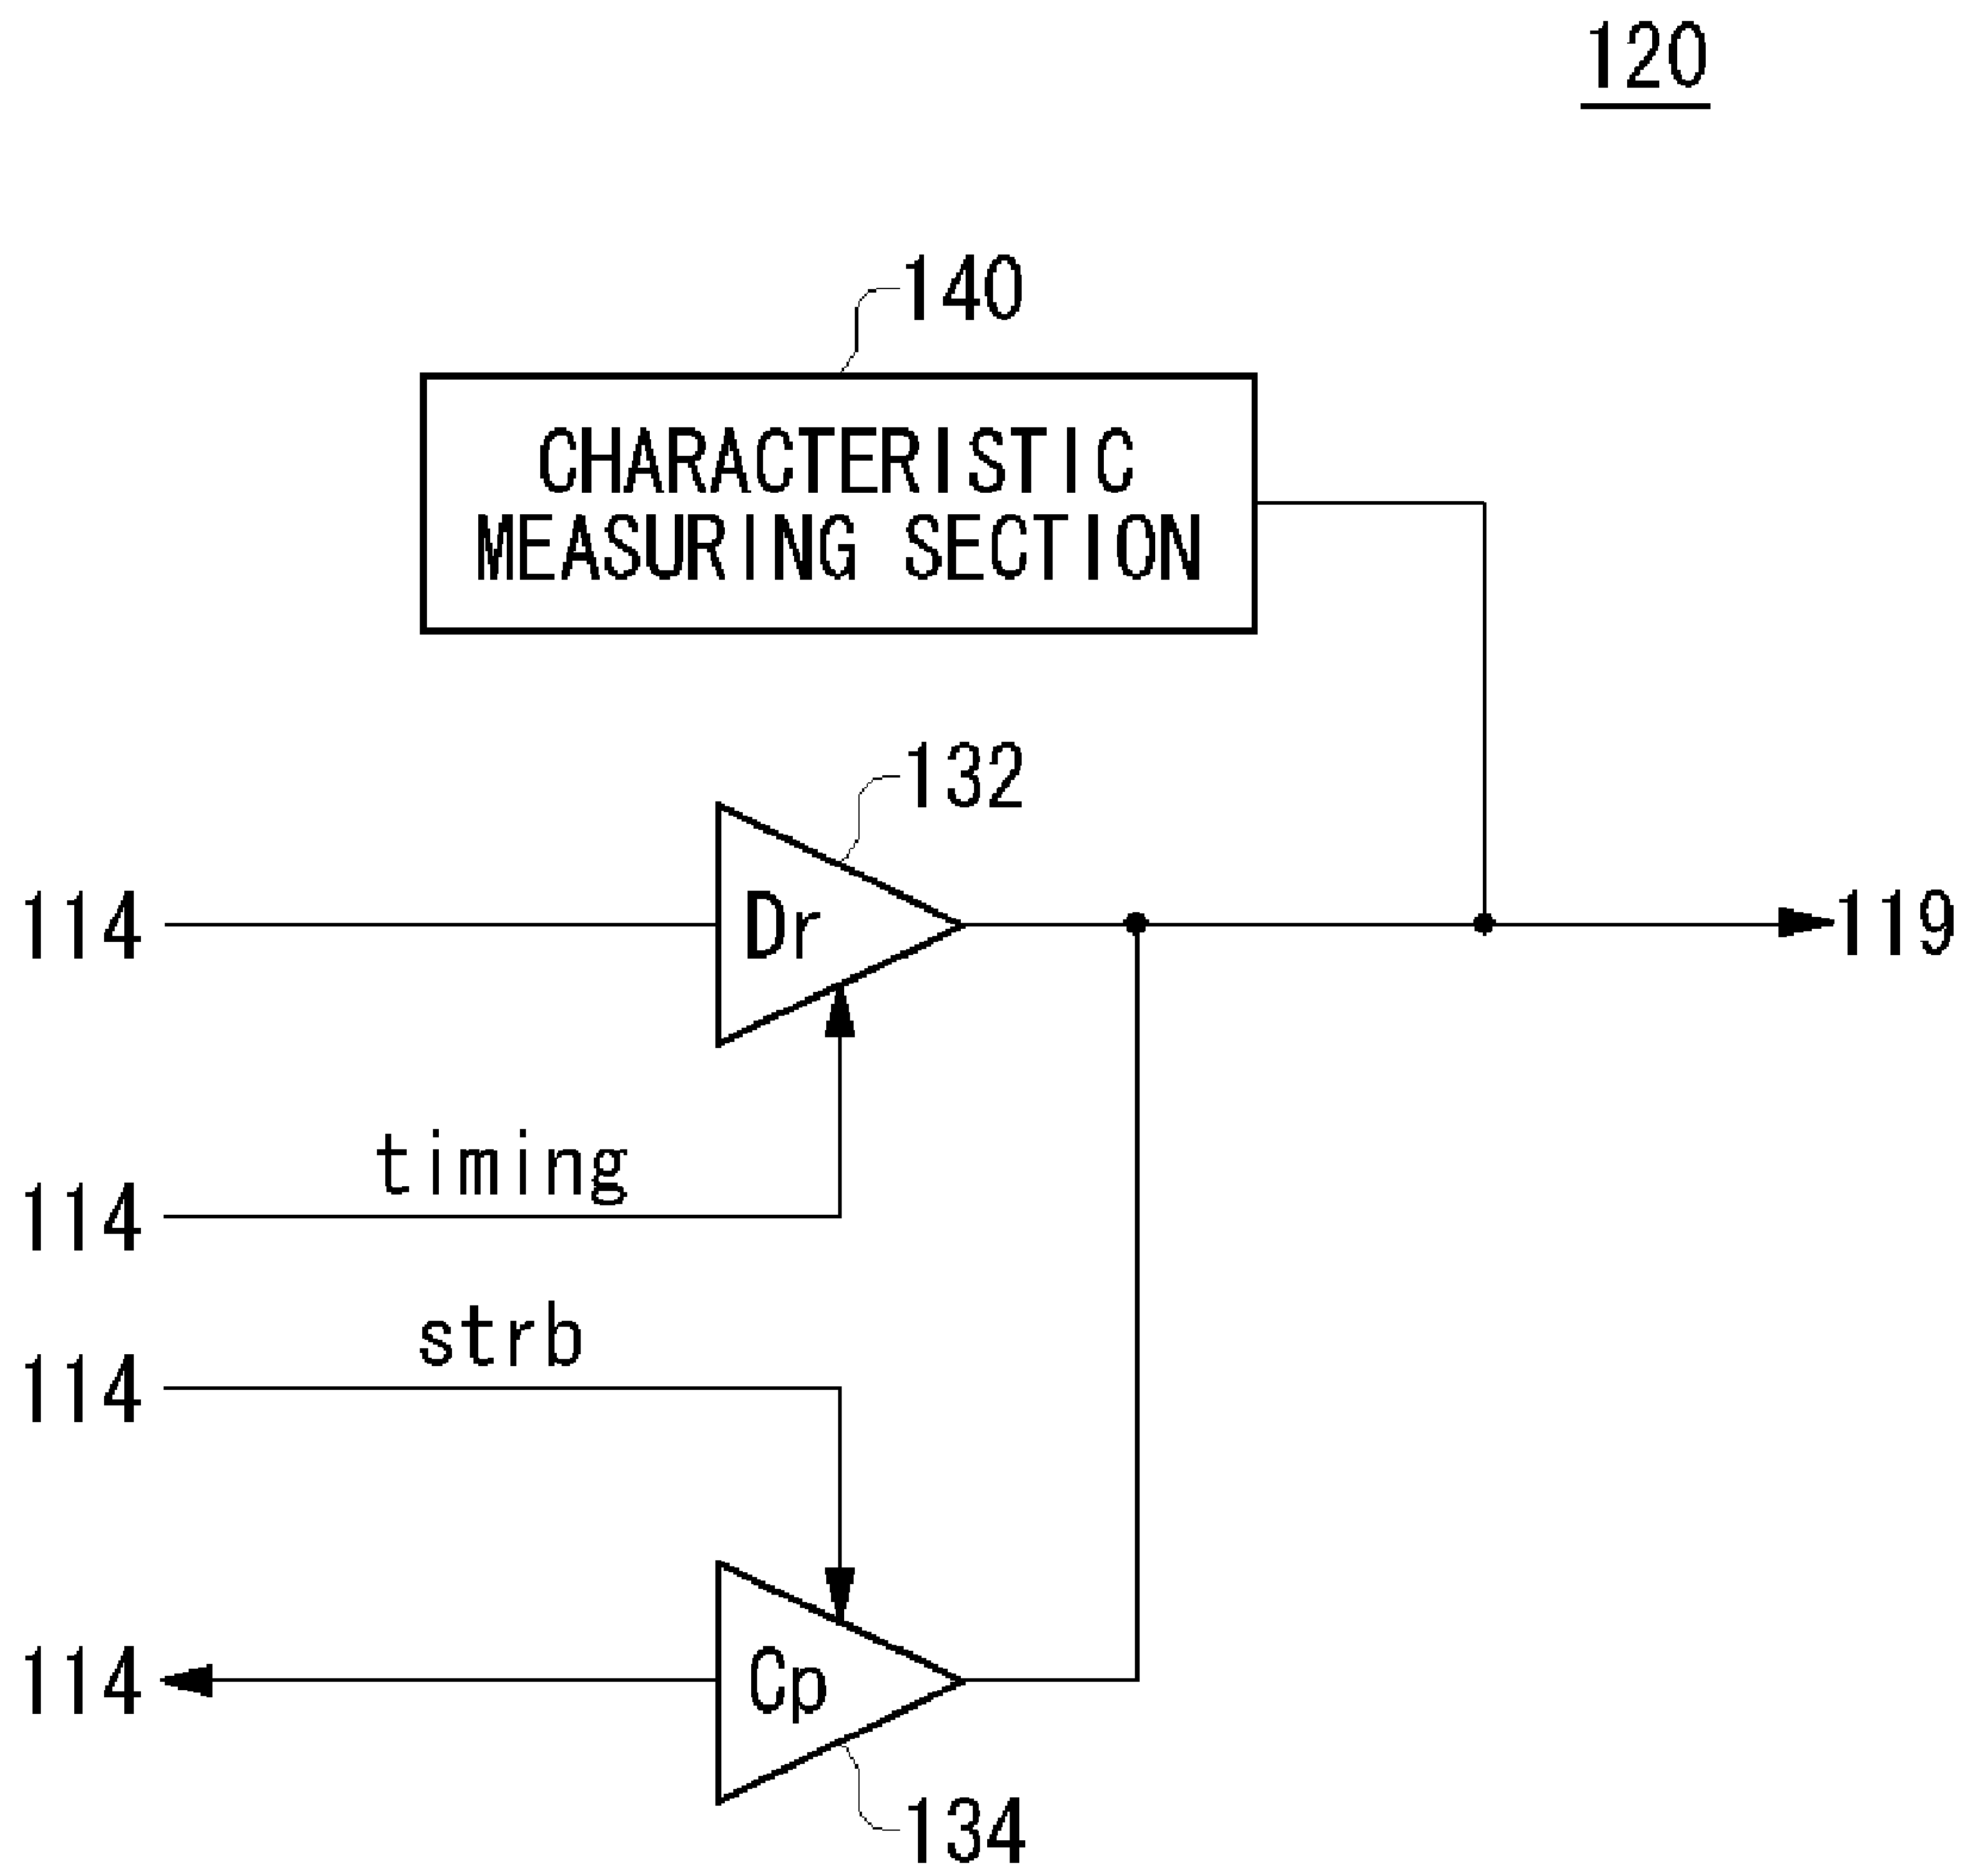 120
140
CHARACTERISTIC
MEASURING SECTION
132
114
Dr
119
timing
114
strb
114
114
Cp
134